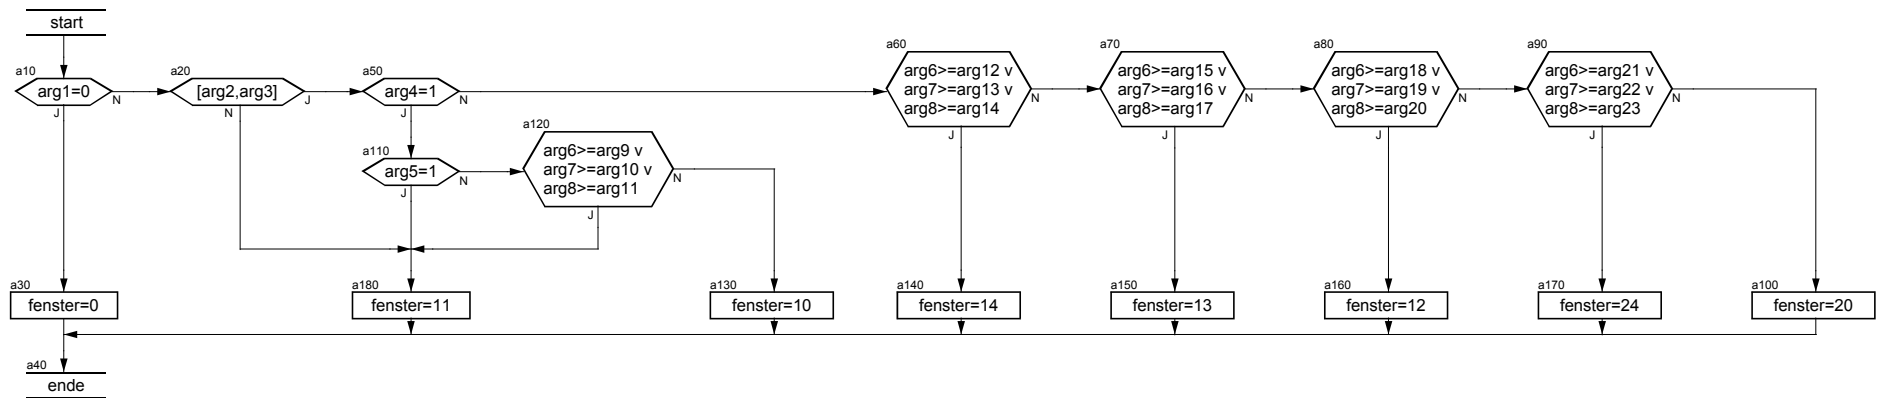 start
a10
arg1=0
N
J
a20
[arg2,arg3]
J
N
a50
arg4=1
N
J
a110
arg5=1
N
J
a120
arg6>=arg9 v
arg7>=arg10 v
arg8>=arg11
N
J
a60
arg6>=arg12 v
arg7>=arg13 v
arg8>=arg14
N
J
a70
arg6>=arg15 v
arg7>=arg16 v
arg8>=arg17
N
J
a80
arg6>=arg18 v
arg7>=arg19 v
arg8>=arg20
N
J
a90
arg6>=arg21 v
arg7>=arg22 v
arg8>=arg23
N
J
a30
fenster=0
a180
fenster=11
a130
fenster=10
a140
fenster=14
a150
fenster=13
a160
fenster=12
a170
fenster=24
a100
fenster=20
a40
ende